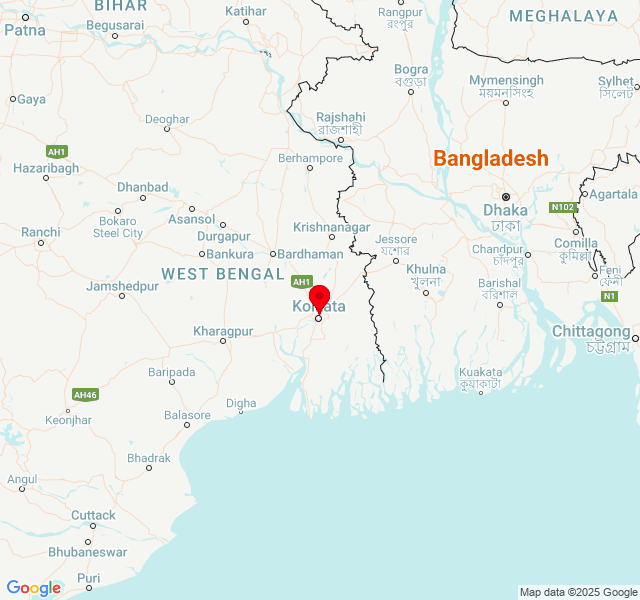 BIHAR
Patna
Begusarai
Katihar
Rangpur
রংপুর
MEGHALAYA
Gaya
Deoghar
Bogra
বগুড়া
Mymensingh
ময়মনসিংহ
Sylhet
সিলেট
Rajshahi
রাজশাহী
AH1
Hazaribagh
Berhampore
Bangladesh
Dhanbad
Bokaro
Steel City
Asansol
Durgapur
Krishnanagar
Dhaka
ঢাকা
N102
Agartala
Ranchi
Bankura
Bardhaman
Jessore
যশোর
Chandpur
চাঁদপুর
Comilla
কুমিল্লা
WEST BENGAL
AH1
Khulna
খুলনা
Barishal
বরিশাল
Feni
ফেনী
N1
Jamshedpur
Kolkata
Kharagpur
Chittagong
চট্টগ্রাম
Baripada
Kuakata
কুয়াকাটা
AH46
Keonjhar
Digha
Balasore
Bhadrak
Angul
Cuttack
Bhubaneswar
Puri
Google
Map data ©2025 Google